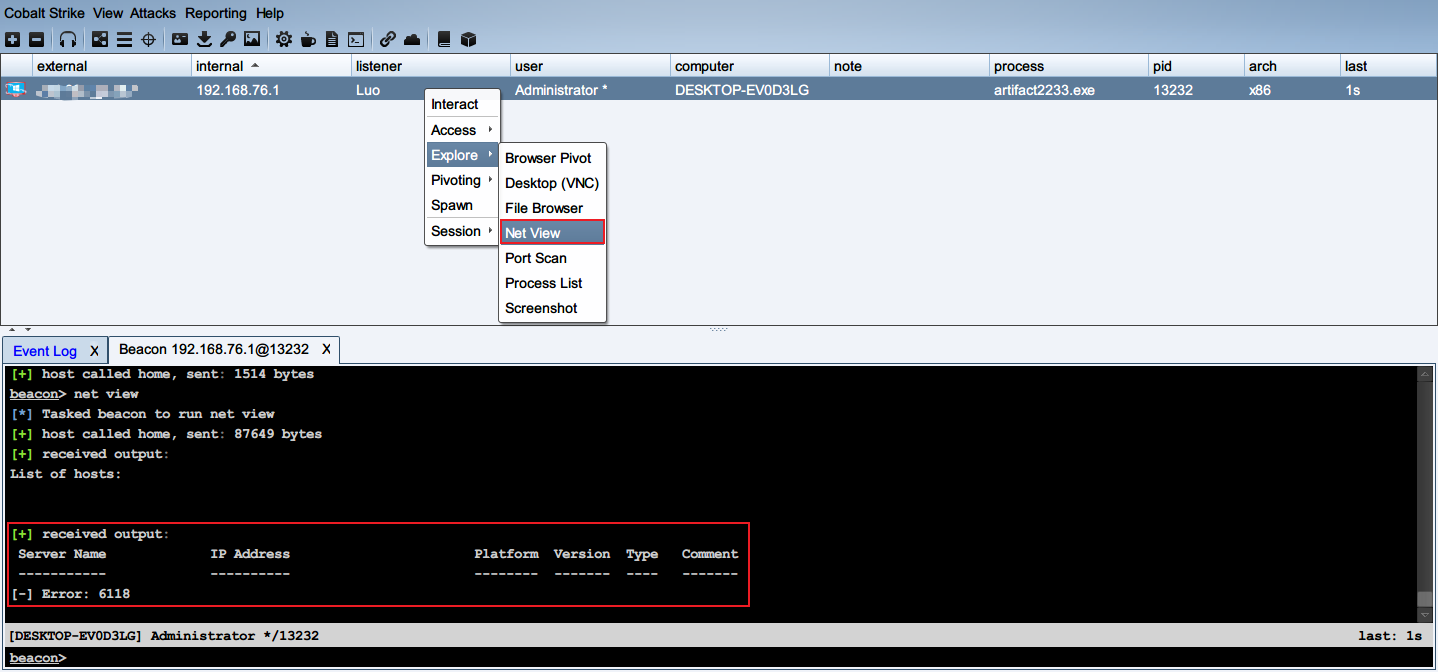 Cobalt Strike View Attacks Reporting Help
external internal listener user computer note process pid arch last
192.168.76.1 Luo Administrator * DESKTOP-EV0D3LG artifact2233.exe 13232 x86 1s
Interact
Access
Explore
Pivoting
Spawn
Session
Browser Pivot
Desktop (VNC)
File Browser
Net View
Port Scan
Process List
Screenshot
Event Log X Beacon 192.168.76.1@13232 X
[+] host called home, sent: 1514 bytes
beacon> net view
[*] Tasked beacon to run net view
[+] host called home, sent: 87649 bytes
[+] received output:
List of hosts:
[+] received output:
Server Name IP Address Platform Version Type Comment
----------- ---------- -------- ------- ---- -------
[-] Error: 6118
[DESKTOP-EV0D3LG] Administrator */13232 last: 1s
beacon>